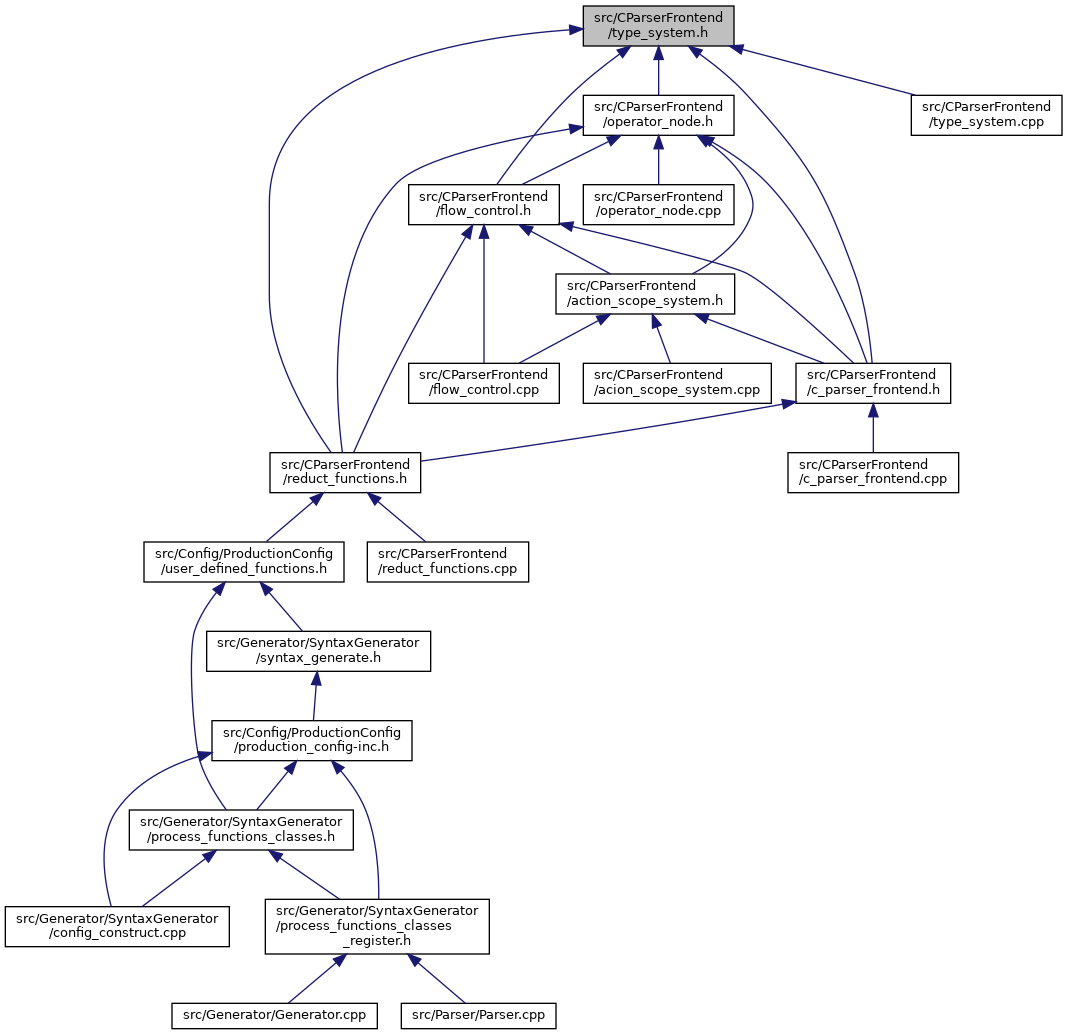 src/CParserFrontend
/type_system.h
src/CParserFrontend
/operator_node.h
src/CParserFrontend
/type_system.cpp
src/CParserFrontend
/flow_control.h
src/CParserFrontend
/operator_node.cpp
src/CParserFrontend
/action_scope_system.h
src/CParserFrontend
/flow_control.cpp
src/CParserFrontend
/acion_scope_system.cpp
src/CParserFrontend
/c_parser_frontend.h
src/CParserFrontend
/reduct_functions.h
src/CParserFrontend
/c_parser_frontend.cpp
src/Config/ProductionConfig
/user_defined_functions.h
src/CParserFrontend
/reduct_functions.cpp
src/Generator/SyntaxGenerator
/syntax_generate.h
src/Config/ProductionConfig
/production_config-inc.h
src/Generator/SyntaxGenerator
/process_functions_classes.h
src/Generator/SyntaxGenerator
/config_construct.cpp
src/Generator/SyntaxGenerator
/process_functions_classes
_register.h
src/Generator/Generator.cpp
src/Parser/Parser.cpp